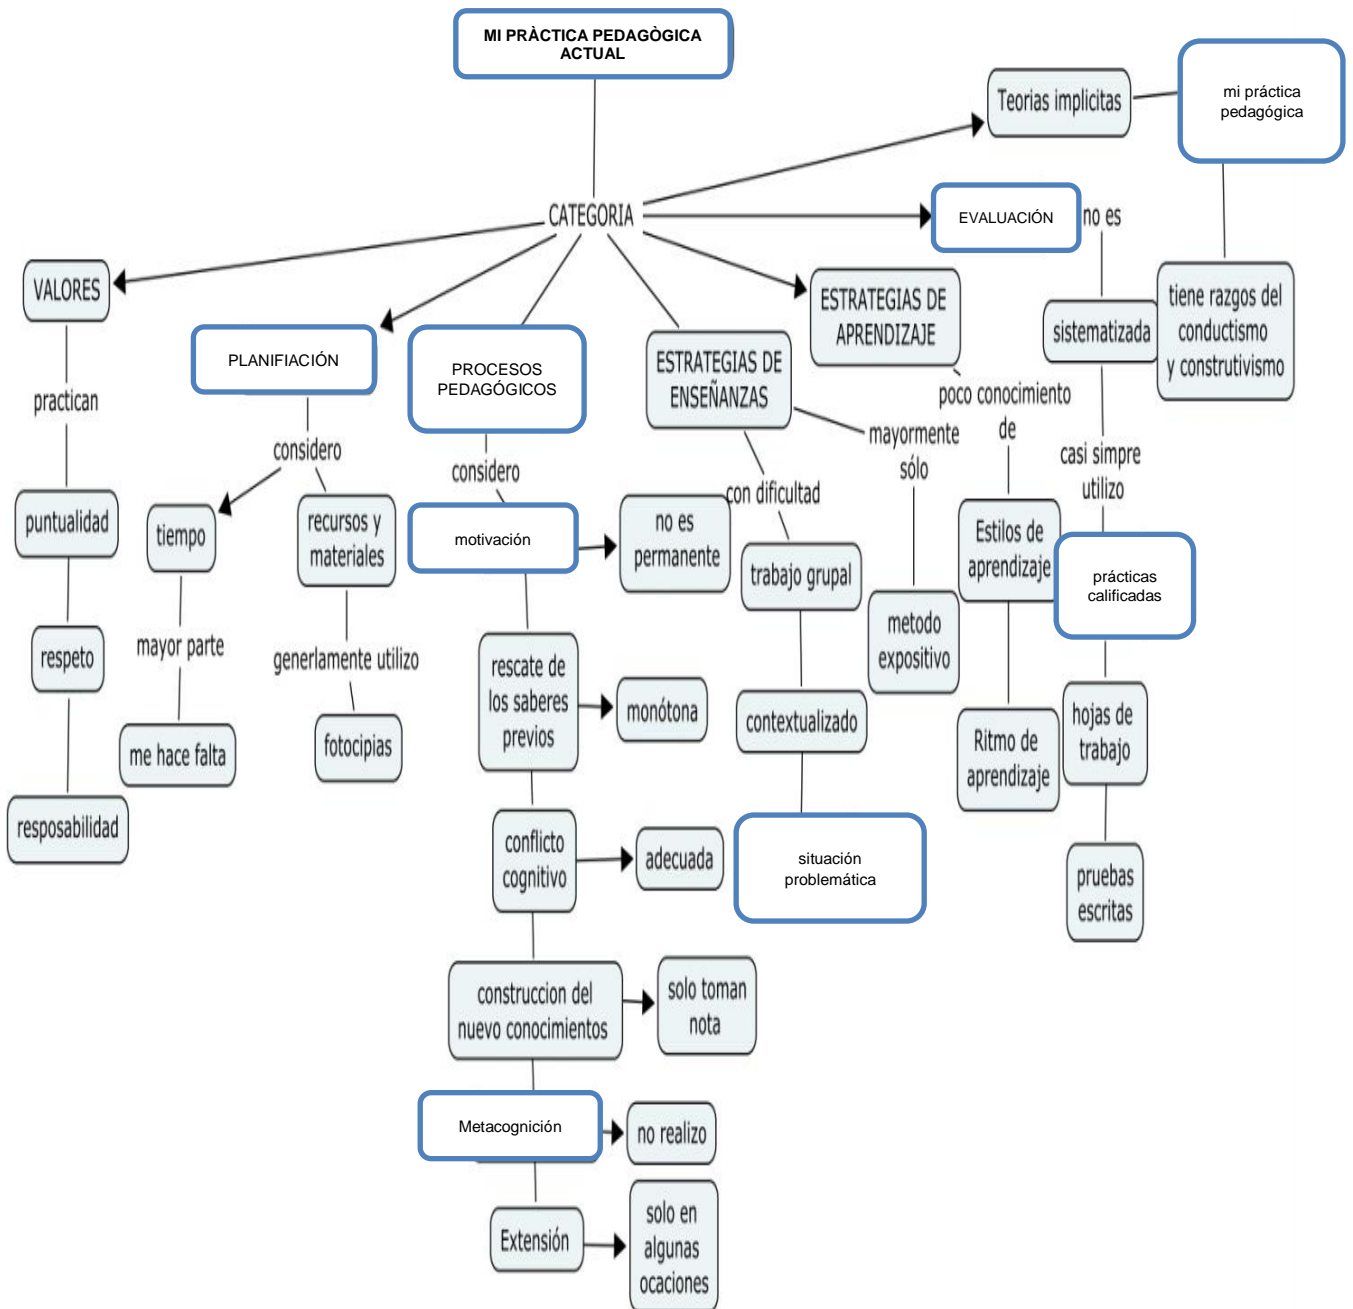 MI PRÀCTICA PEDAGÒGICA
ACTUAL
Teorias implicitas
mi práctica
pedagógica
CATEGORIA
EVALUACIÓN
no es
VALORES
ESTRATEGIAS DE
APRENDIZAJE
sistematizada
tiene razgos del
conductismo
y construtivismo
PLANIFIACIÓN
PROCESOS
PEDAGÓGICOS
ESTRATEGIAS DE
ENSEÑANZAS
practican
considero
considero
con dificultad
mayormente
sólo
poco conocimiento
de
casi simpre
utilizo
puntualidad
tiempo
recursos y
materiales
motivación
no es
permanente
trabajo grupal
metodo
expositivo
Estilos de
aprendizaje
prácticas
calificadas
respeto
mayor parte
generlamente utilizo
rescate de
los saberes
previos
monótona
contextualizado
Ritmo de
aprendizaje
hojas de
trabajo
me hace falta
fotocipias
resposabilidad
conflicto
cognitivo
adecuada
situación
problemática
pruebas
escritas
construccion del
nuevo conocimientos
solo toman
nota
Metacognición
no realizo
Extensión
solo en
algunas
ocaciones